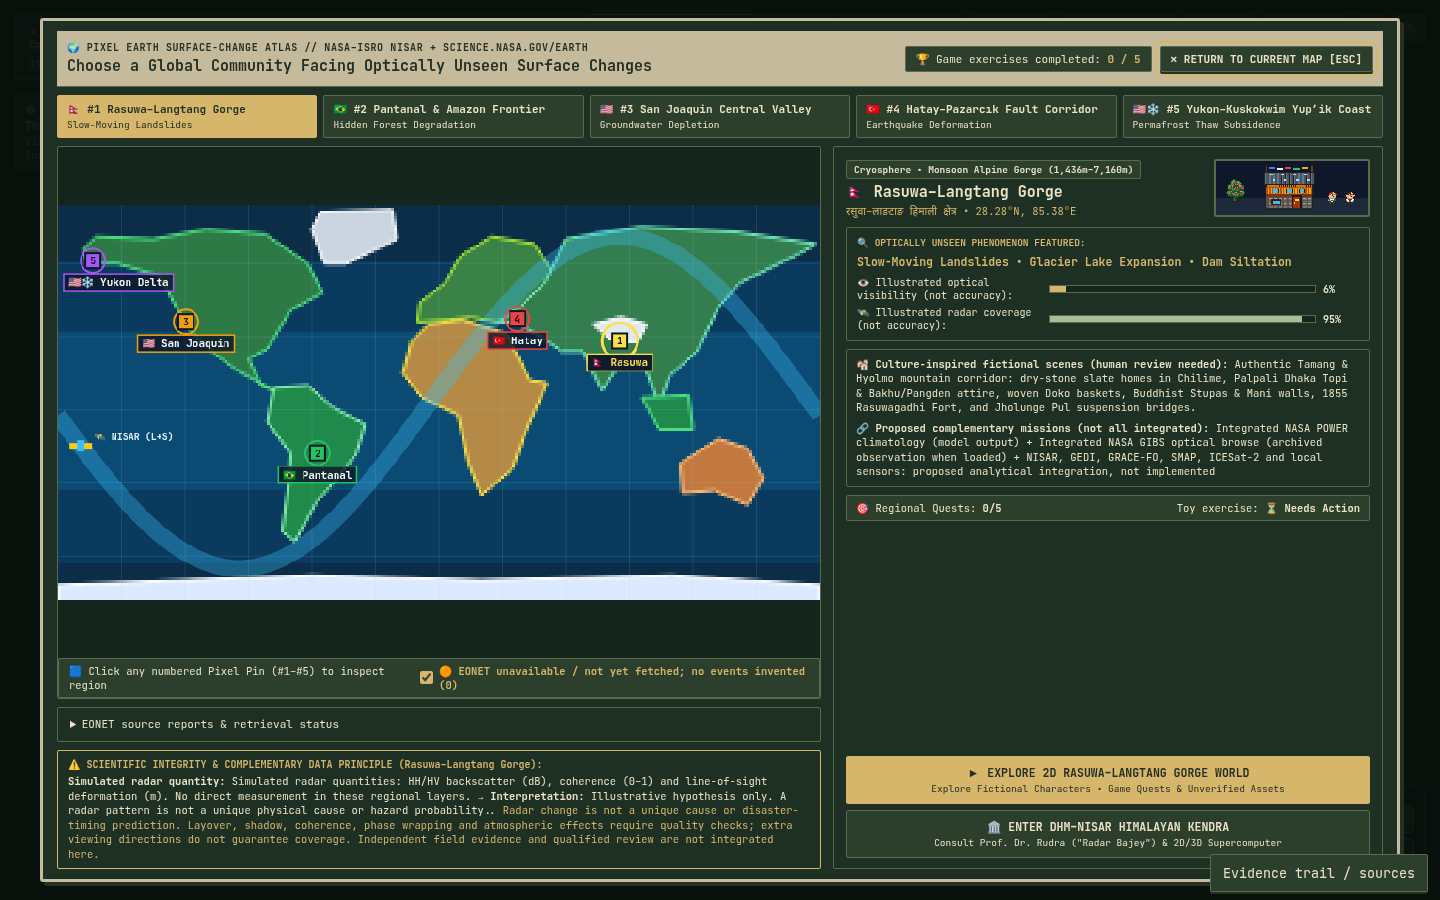 🌍 PIXEL EARTH SURFACE-CHANGE ATLAS // NASA-ISRO NISAR + SCIENCE.NASA.GOV/EARTH
Choose a Global Community Facing Optically Unseen Surface Changes
🏆 Game exercises completed: 0 / 5
× RETURN TO CURRENT MAP [ESC]
🇳🇵 #1 Rasuwa-Langtang Gorge
Slow-Moving Landslides
🇧🇷 #2 Pantanal & Amazon Frontier
Hidden Forest Degradation
🇺🇸 #3 San Joaquin Central Valley
Groundwater Depletion
🇹🇷 #4 Hatay-Pazarcık Fault Corridor
Earthquake Deformation
🇺🇸❄️ #5 Yukon-Kuskokwim Yup’ik Coast
Permafrost Thaw Subsidence
5
🇺🇸❄️ Yukon Delta
3
🇺🇸 San Joaquin
4
🇹🇷 Hatay
1
🇳🇵 Rasuwa
🛰️ NISAR (L+S)
2
🇧🇷 Pantanal
🟦 Click any numbered Pixel Pin (#1-#5) to inspect
region
🟠 EONET unavailable / not yet fetched; no events invented
(0)
▶ EONET source reports & retrieval status
⚠️ SCIENTIFIC INTEGRITY & COMPLEMENTARY DATA PRINCIPLE (Rasuwa-Langtang Gorge):
Simulated radar quantity: Simulated radar quantities: HH/HV backscatter (dB), coherence (0-1) and line-of-sight
deformation (m). No direct measurement in these regional layers. → Interpretation: Illustrative hypothesis only. A
radar pattern is not a unique physical cause or hazard probability.. Radar change is not a unique cause or disaster-
timing prediction. Layover, shadow, coherence, phase wrapping and atmospheric effects require quality checks; extra
viewing directions do not guarantee coverage. Independent field evidence and qualified review are not integrated
here.
Cryosphere • Monsoon Alpine Gorge (1,436m-7,160m)
🇳🇵 Rasuwa-Langtang Gorge
रसुवा-लाङटाङ हिमाली क्षेत्र • 28.28°N, 85.38°E
🔍 OPTICALLY UNSEEN PHENOMENON FEATURED:
Slow-Moving Landslides • Glacier Lake Expansion • Dam Siltation
👁️ Illustrated optical
visibility (not accuracy):
6%
🛰️ Illustrated radar coverage
(not accuracy):
95%
🏘️ Culture-inspired fictional scenes (human review needed): Authentic Tamang &
Hyolmo mountain corridor: dry-stone slate homes in Chilime, Palpali Dhaka Topi
& Bakhu/Pangden attire, woven Doko baskets, Buddhist Stupas & Mani walls, 1855
Rasuwagadhi Fort, and Jholunge Pul suspension bridges.
🔗 Proposed complementary missions (not all integrated): Integrated NASA POWER
climatology (model output) + Integrated NASA GIBS optical browse (archived
observation when loaded) + NISAR, GEDI, GRACE-FO, SMAP, ICESat-2 and local
sensors: proposed analytical integration, not implemented
🎯 Regional Quests: 0/5
Toy exercise: ⏳ Needs Action
▶ EXPLORE 2D RASUWA-LANGTANG GORGE WORLD
Explore Fictional Characters • Game Quests & Unverified Assets
🏛️ ENTER DHM-NISAR HIMALAYAN KENDRA
Consult Prof. Dr. Rudra ("Radar Bajey") & 2D/3D Supercomputer
Evidence trail / sources